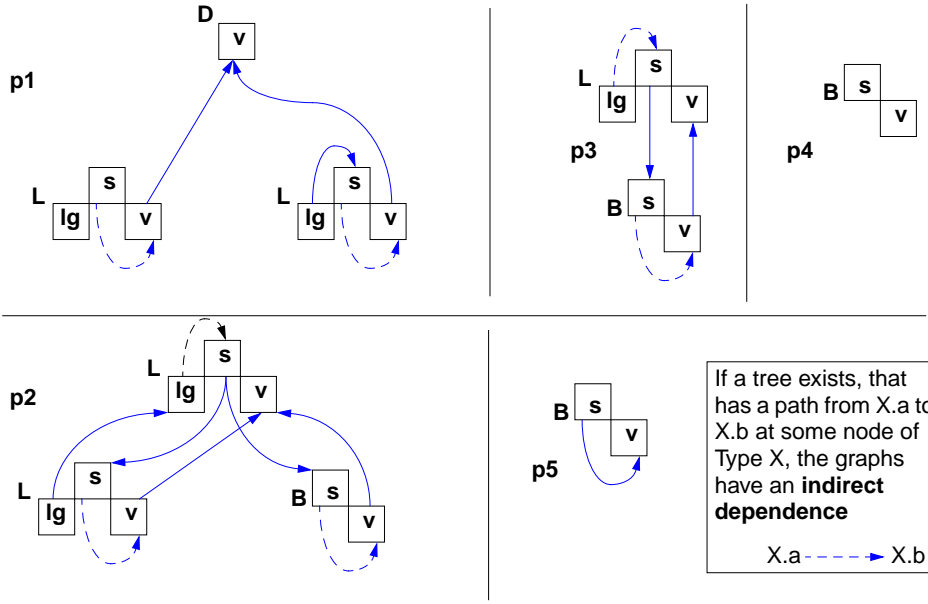 D
v
p1
L
s
lg
v
L
s
lg
v
L
s
lg
v
p3
B
s
v
B
s
v
p4
p2
L
s
lg
v
L
s
lg
v
B
s
v
B
s
v
p5
If a tree exists, that
has a path from X.a to
X.b at some node of
Type X, the graphs
have an indirect
dependence
X.a X.b